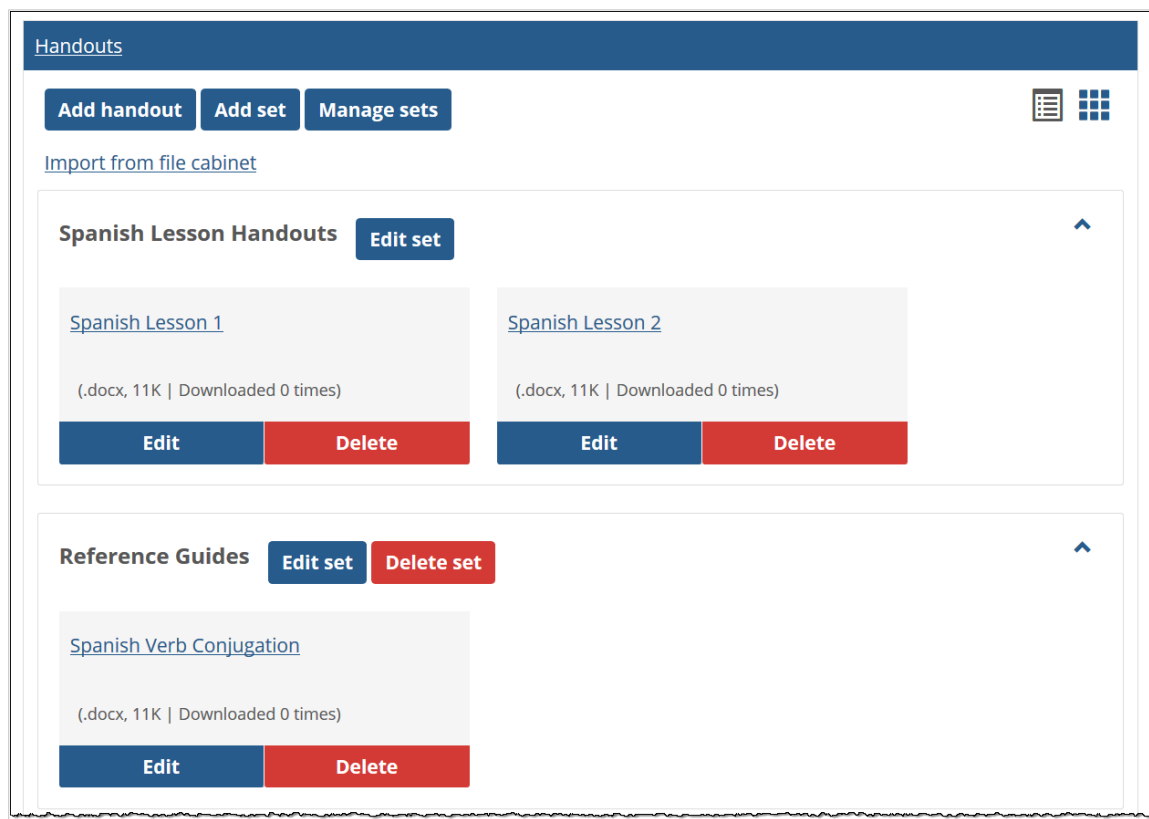 Handouts
Add handout Add set Manage sets
Import from file cabinet
Spanish Lesson Handouts Edit set
Spanish Lesson 1 Spanish Lesson 2
(.docx, 11K | Downloaded 0 times) (.docx, 11K | Downloaded 0 times)
Edit Delete Edit Delete
Reference Guides Edit set Delete set
Spanish Verb Conjugation
(.docx, 11K | Downloaded 0 times)
Edit Delete